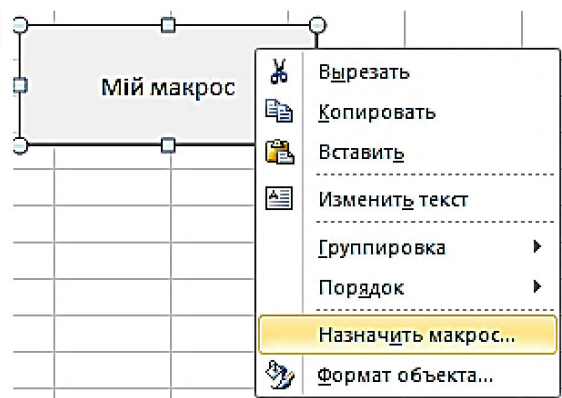 Мій макрос
Вырезать
Копировать
Вставить
Изменить текст
Группировка
Порядок
Назначить макрос...
Формат объекта...